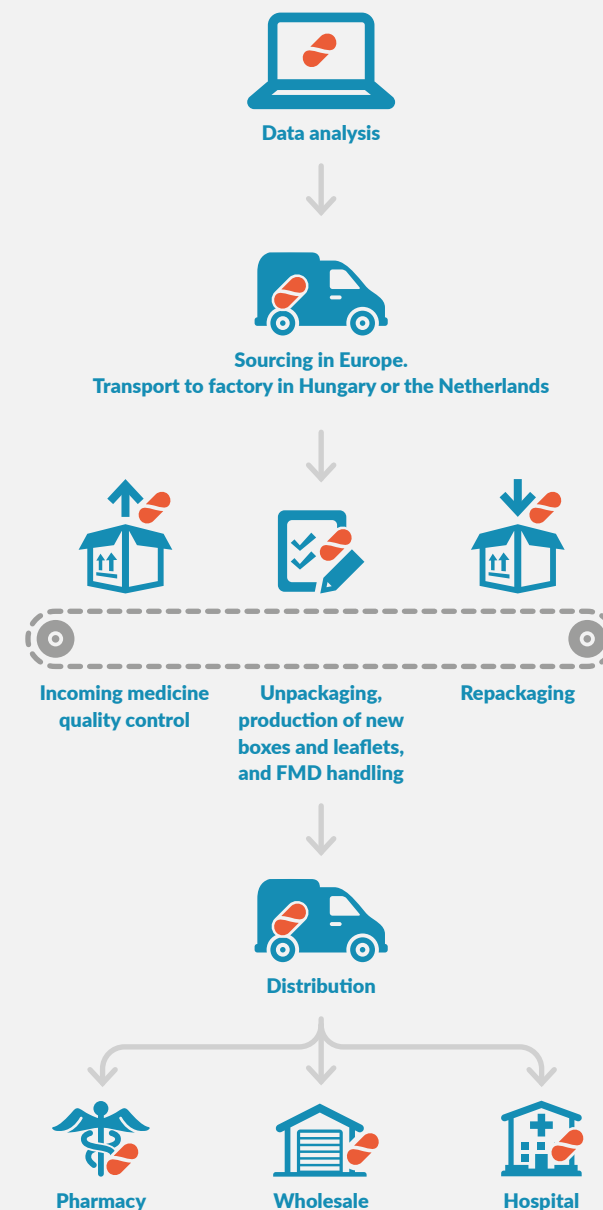 Data analysis
Sourcing in Europe.
Transport to factory in Hungary or the Netherlands
Incoming medicine
quality control
Unpackaging,
production of new
boxes and leaflets,
and FMD handling
Repackaging
Distribution
Pharmacy
Wholesale
Hospital